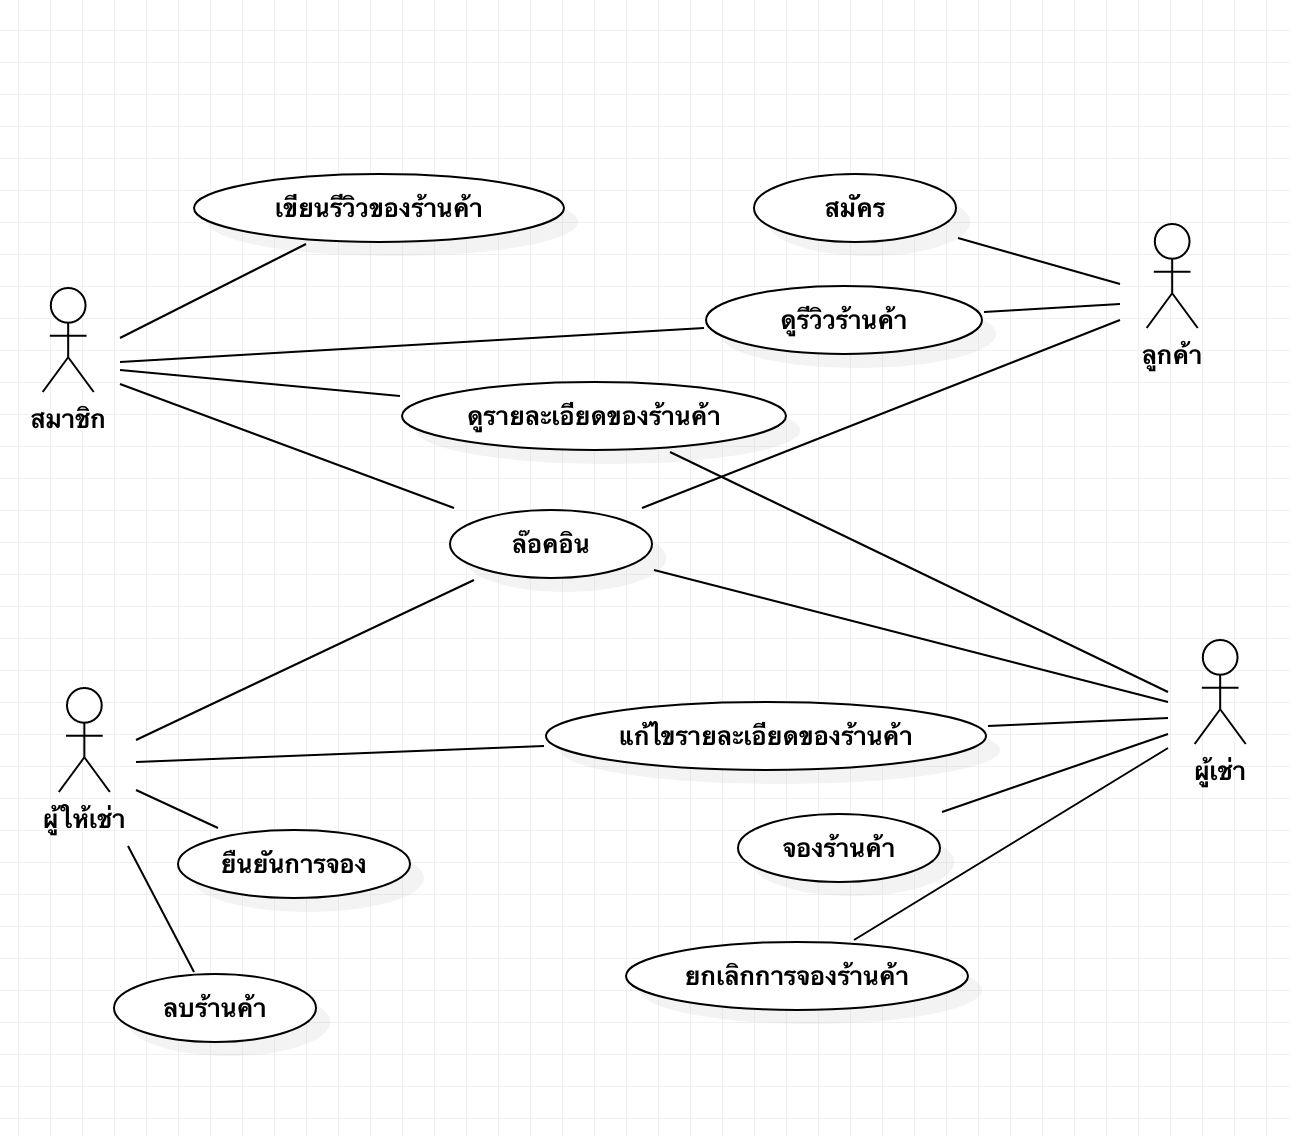 เขียนรีวิวของร้านค้า
สมัคร
ดูรีวิวร้านค้า
ลูกค้า
สมาชิก
ดูรายละเอียดของร้านค้า
ล๊อคอิน
แก้ไขรายละเอียดของร้านค้า
ผู้เช่า
ผู้ให้เช่า
จองร้านค้า
ยืนยันการจอง
ยกเลิกการจองร้านค้า
ลบร้านค้า